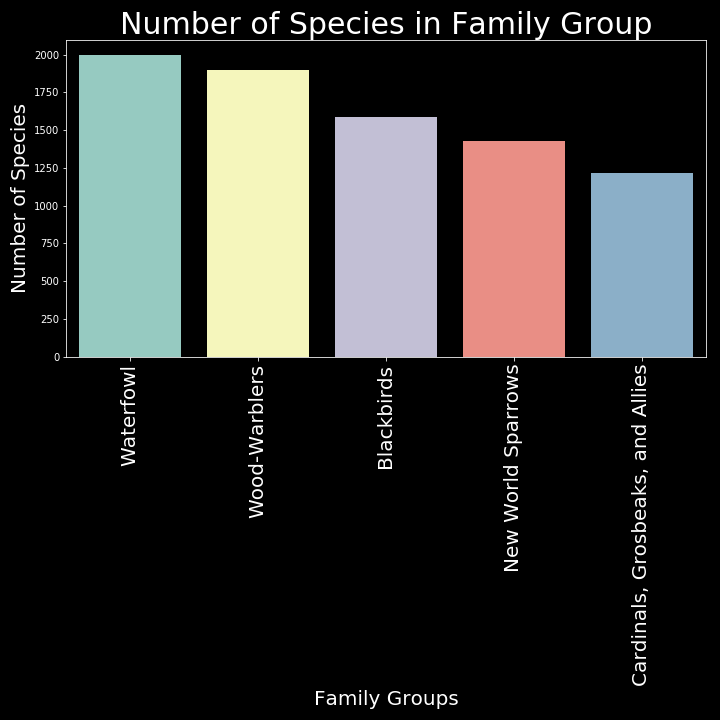 Number of Species in Family Group
Number of Species
2000
1750
1500
1250
1000
750
500
250
0
Waterfowl
Wood-Warblers
Blackbirds
New World Sparrows
Cardinals, Grosbeaks, and Allies
Family Groups